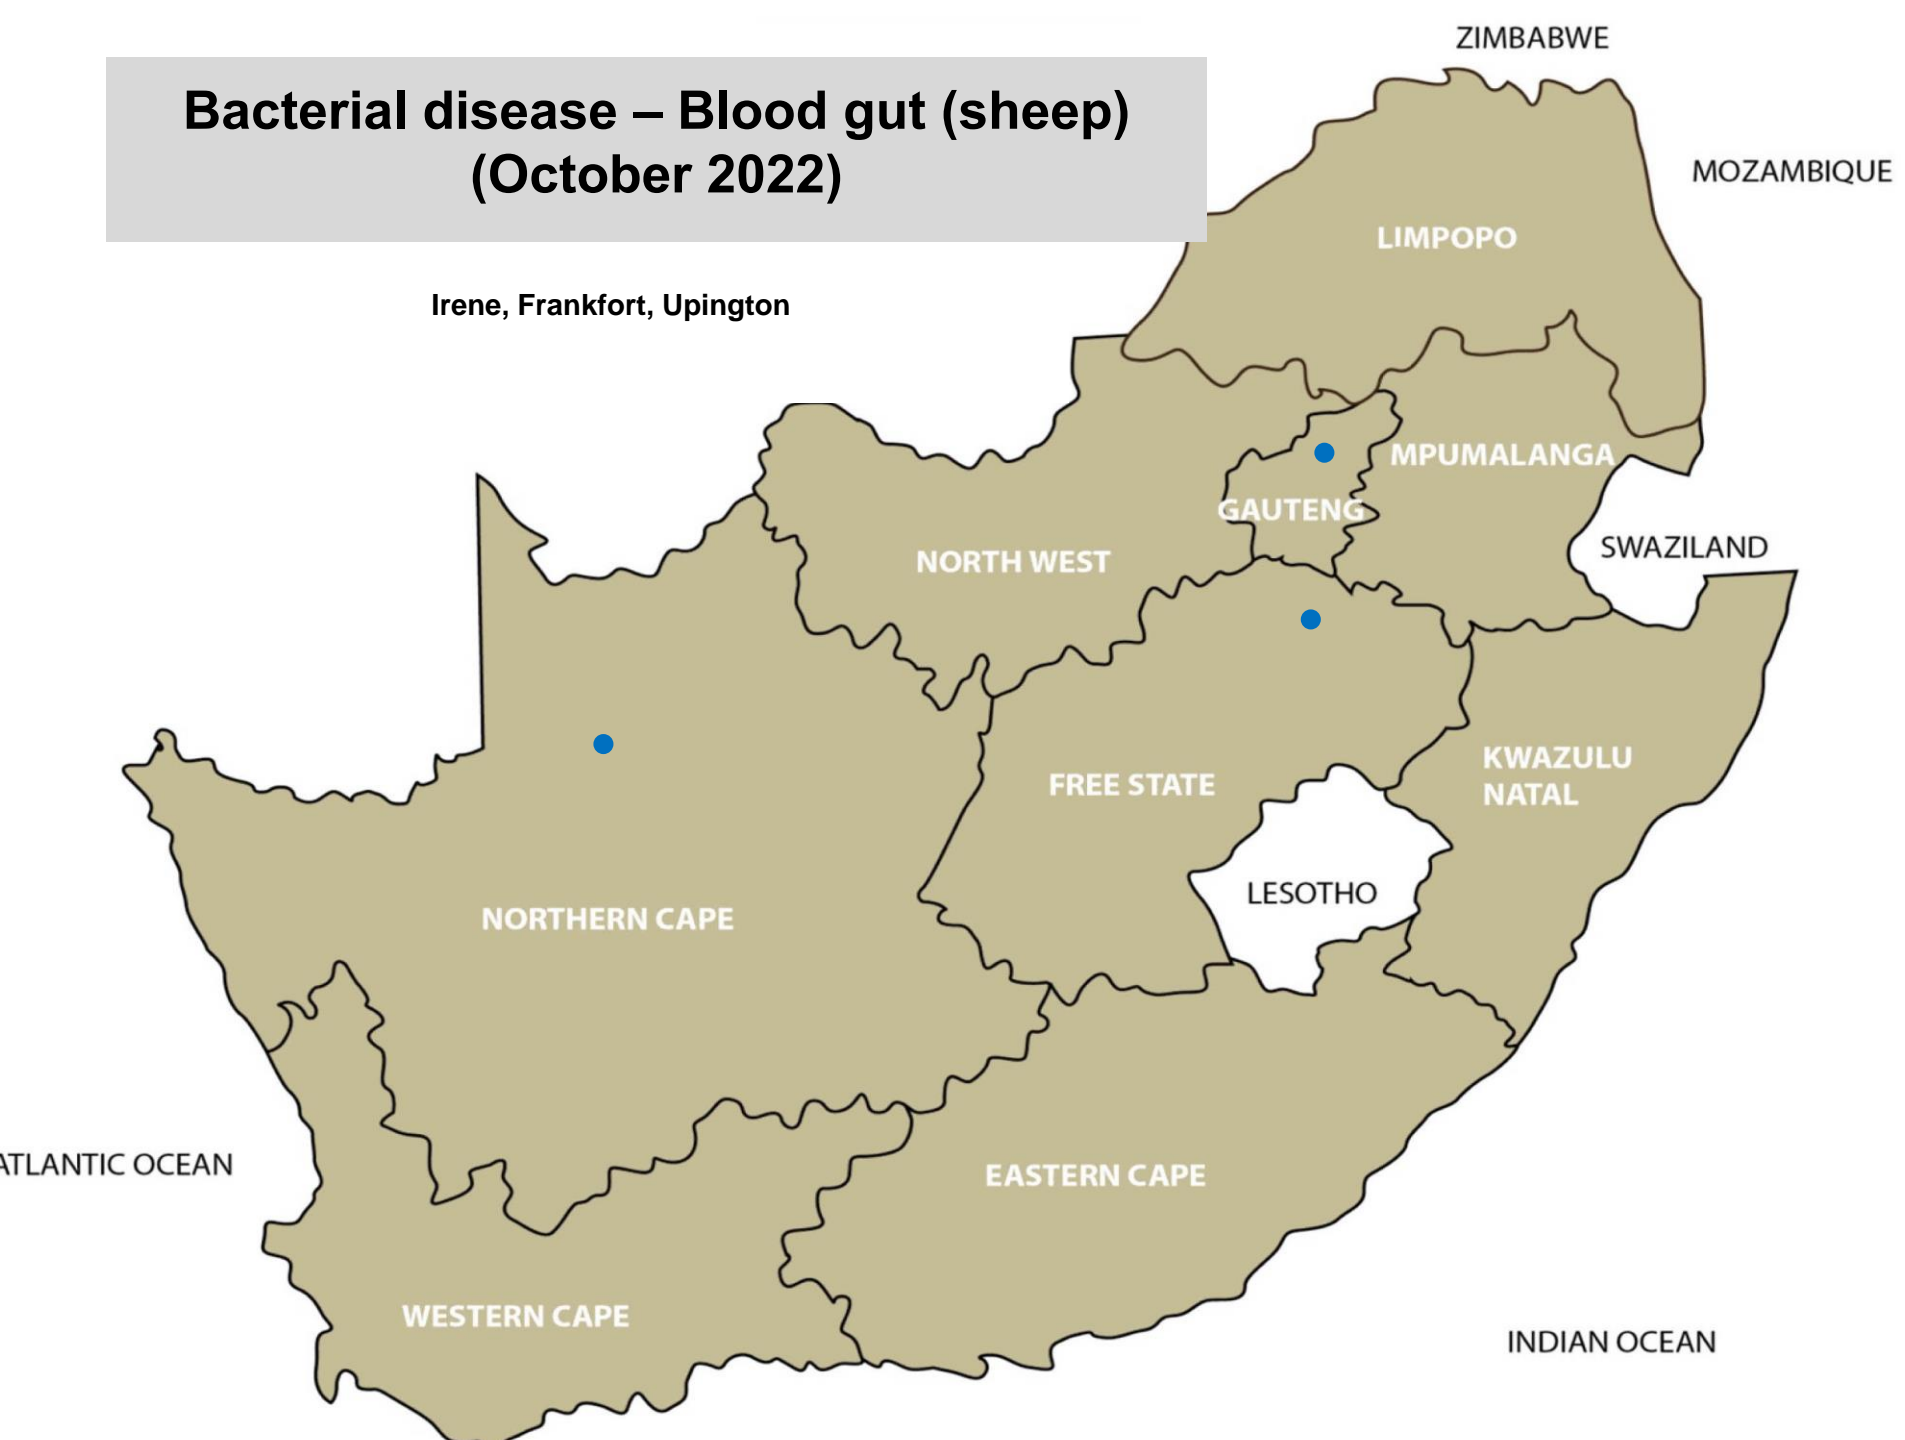 ZIMBABWE
Bacterial disease – Blood gut (sheep)
(October 2022)
MOZAMBIQUE
LIMPOPO
Irene, Frankfort, Upington
MPUMALANGA
GAUTENG
SWAZILAND
NORTH WEST
KWAZULU
NATAL
FREE STATE
LESOTHO
NORTHERN CAPE
ATLANTIC OCEAN
EASTERN CAPE
WESTERN CAPE
INDIAN OCEAN